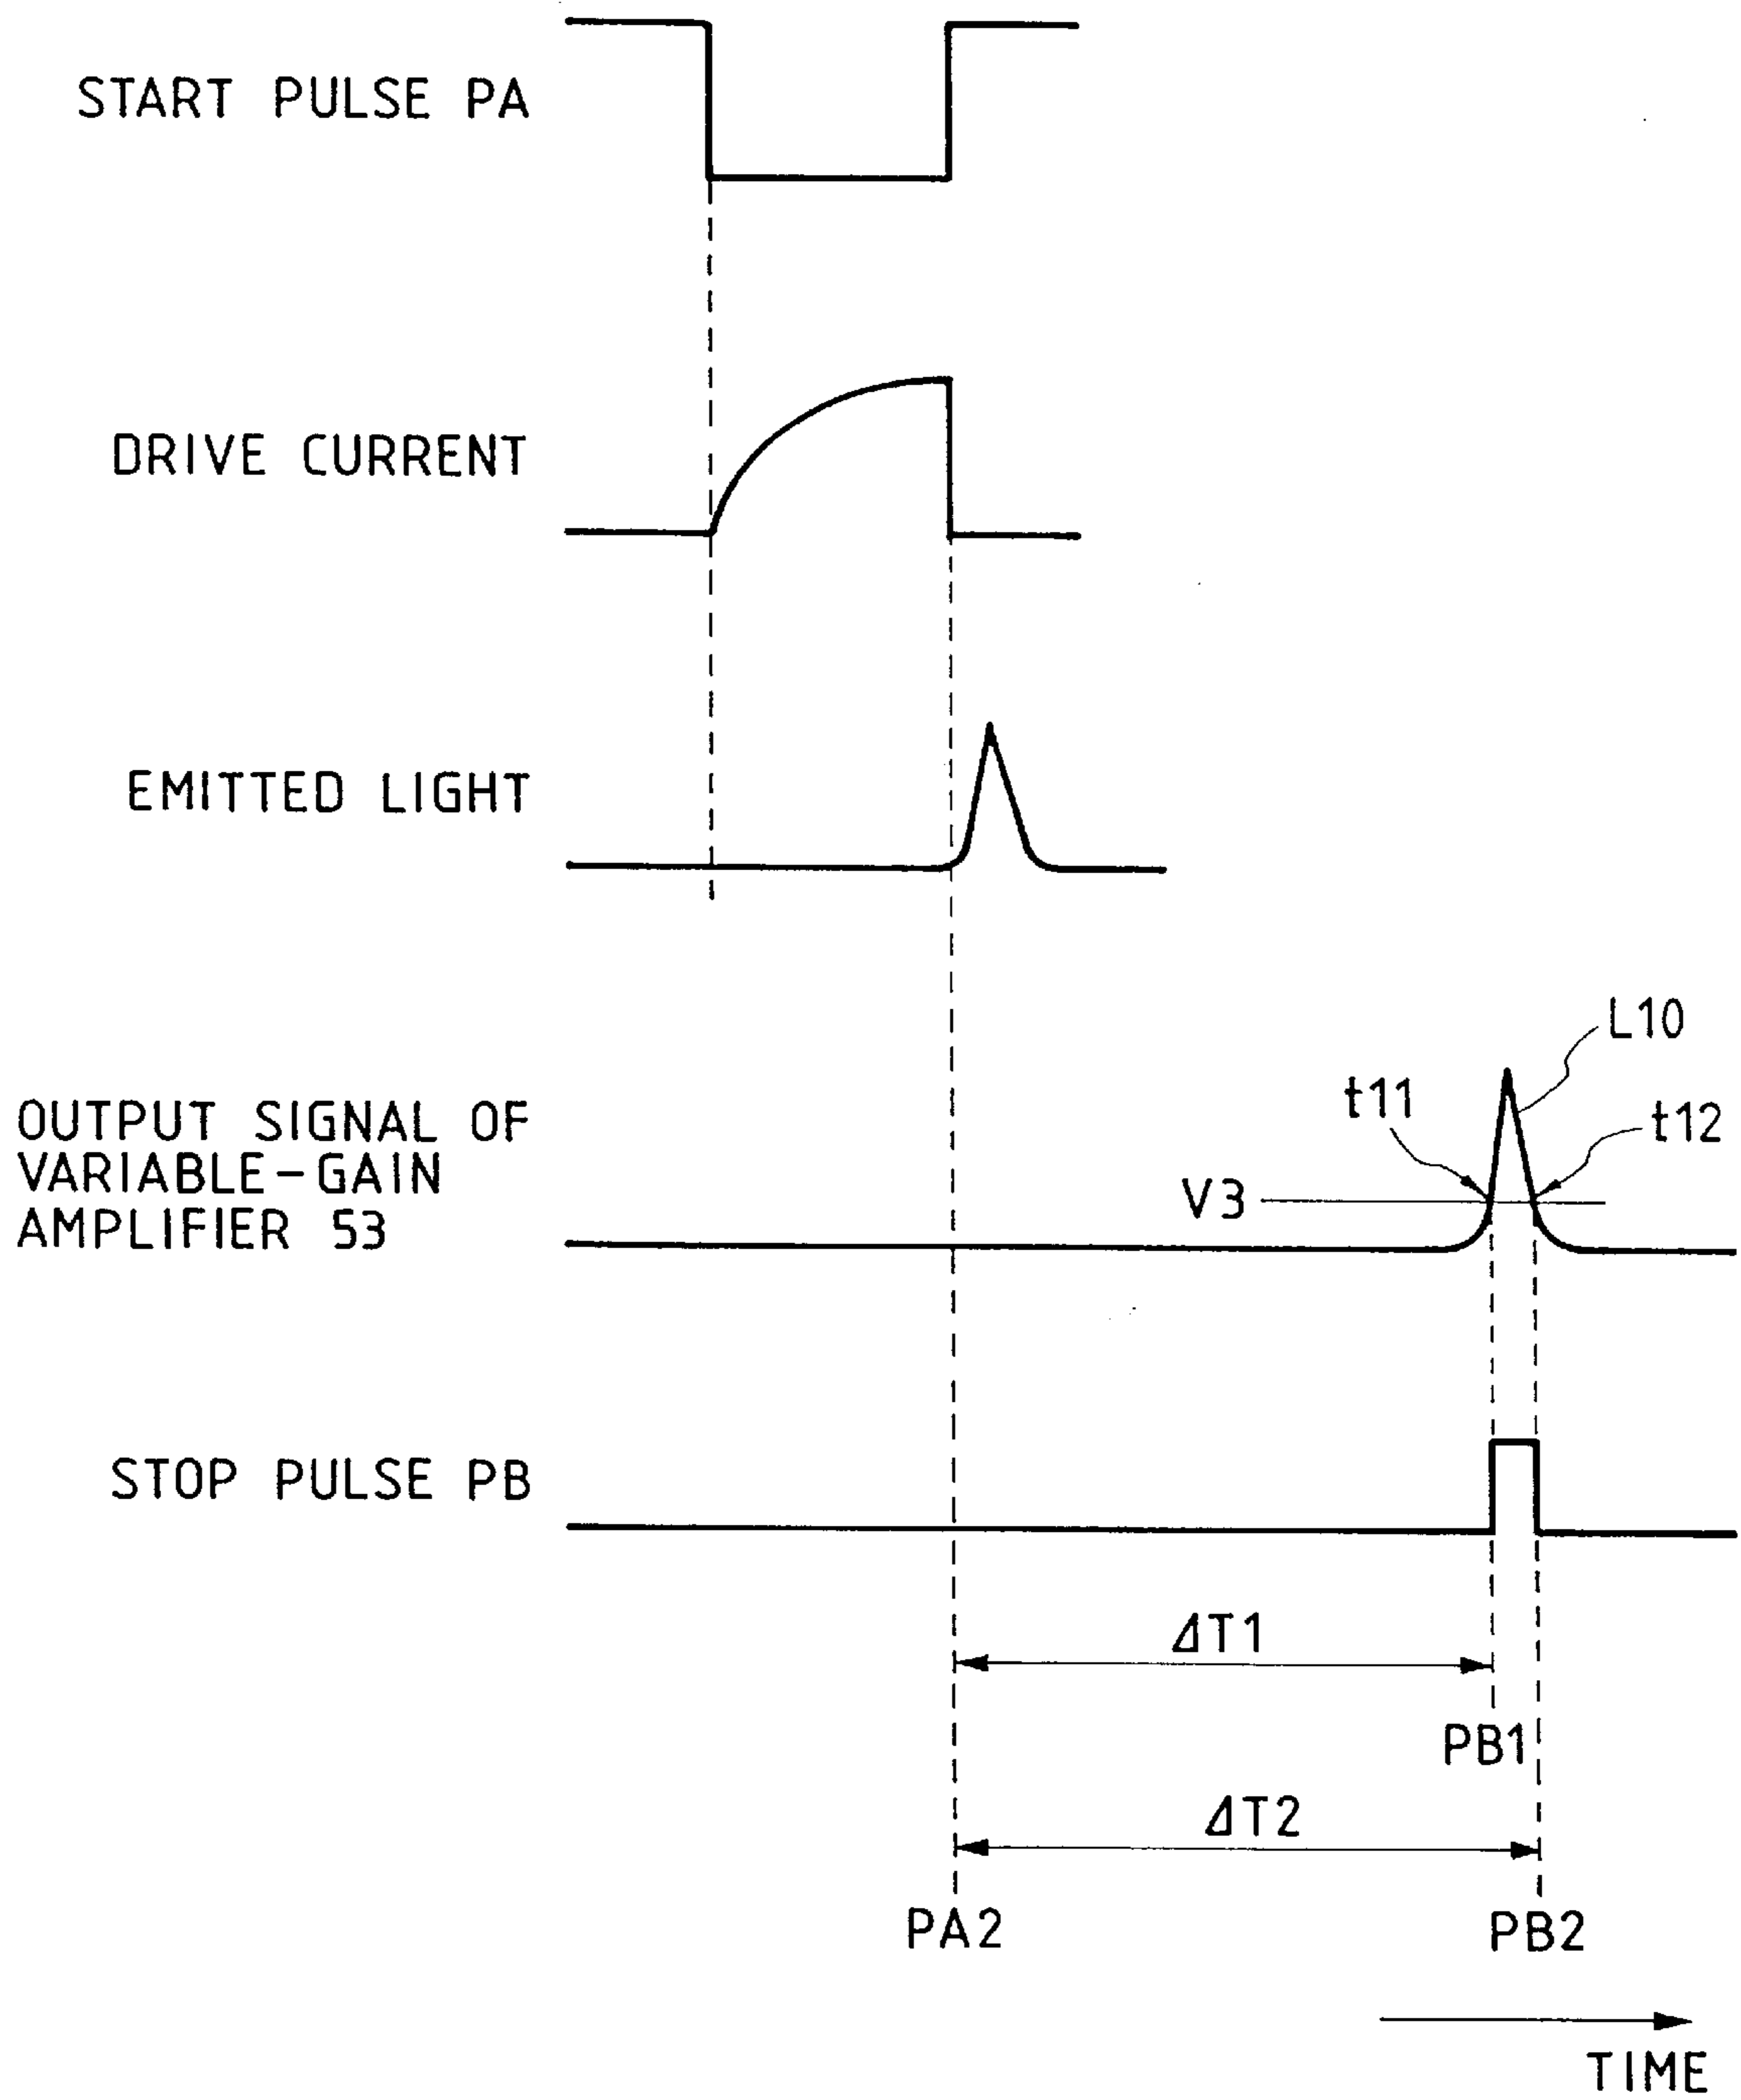 START PULSE PA
DRIVE CURRENT
EMITTED LIGHT
L10
t11
OUTPUT SIGNAL OF
t12
VARIABLE-GAIN
V3
AMPLIFIER 53
STOP PULSE PB
ΔT1
PB1
ΔT2
PA2
PB2
TIME